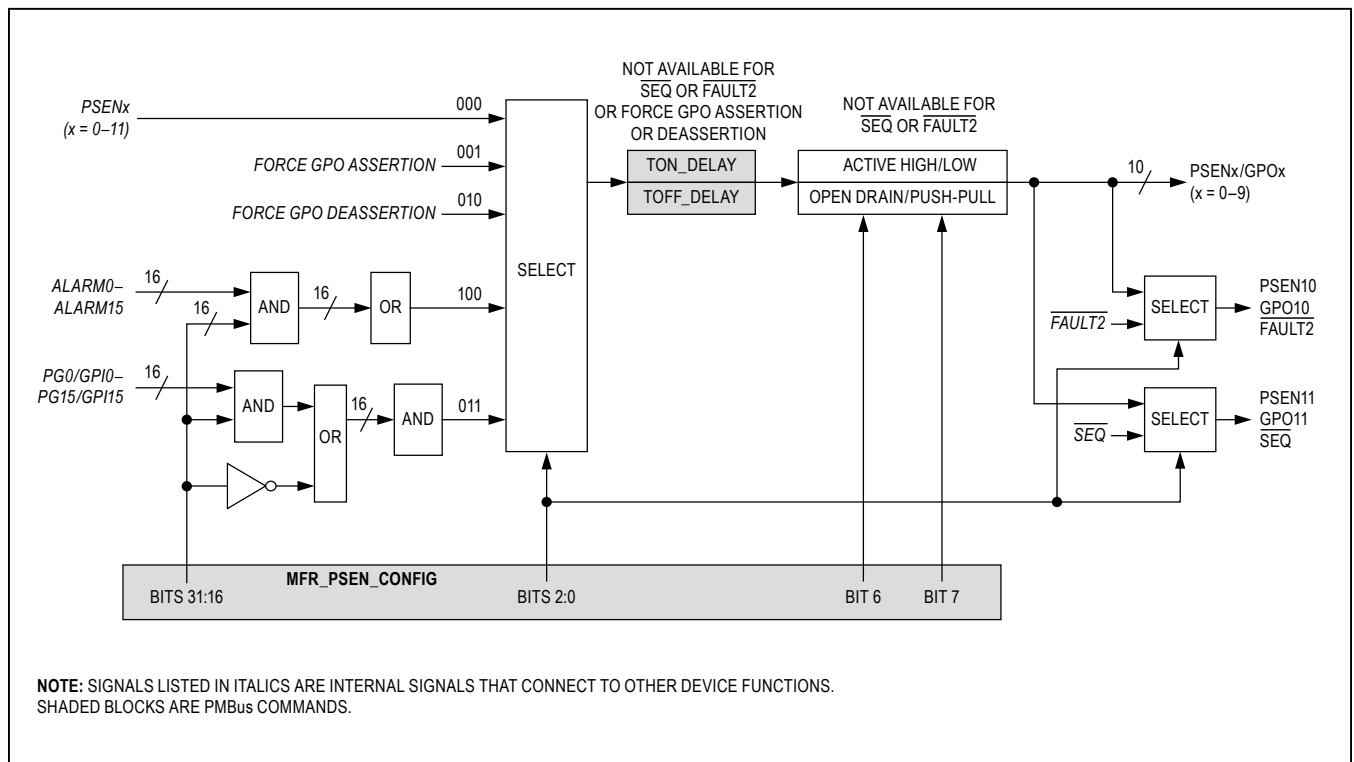 NOT AVAILABLE FOR
SEQ OR FAULT2
OR FORCE GPO ASSERTION
OR DEASSERTION
NOT AVAILABLE FOR
SEQ OR FAULT2
PSENx
(x = 0–11)
000
FORCE GPO ASSERTION
001
FORCE GPO DEASSERTION
010
TON_DELAY
TOFF_DELAY
ACTIVE HIGH/LOW
OPEN DRAIN/PUSH-PULL
10
PSENx/GPOx
(x = 0–9)
SELECT
ALARM0–
ALARM15
16
16
AND
16
OR
100
FAULT2
SELECT
PSEN10
GPO10
FAULT2
PG0/GPI0–
PG15/GPI15
16
AND
OR
16
AND
011
SEQ
SELECT
PSEN11
GPO11
SEQ
MFR_PSEN_CONFIG
BITS 31:16
BITS 2:0
BIT 6
BIT 7
NOTE: SIGNALS LISTED IN ITALICS ARE INTERNAL SIGNALS THAT CONNECT TO OTHER DEVICE FUNCTIONS.
SHADED BLOCKS ARE PMBus COMMANDS.